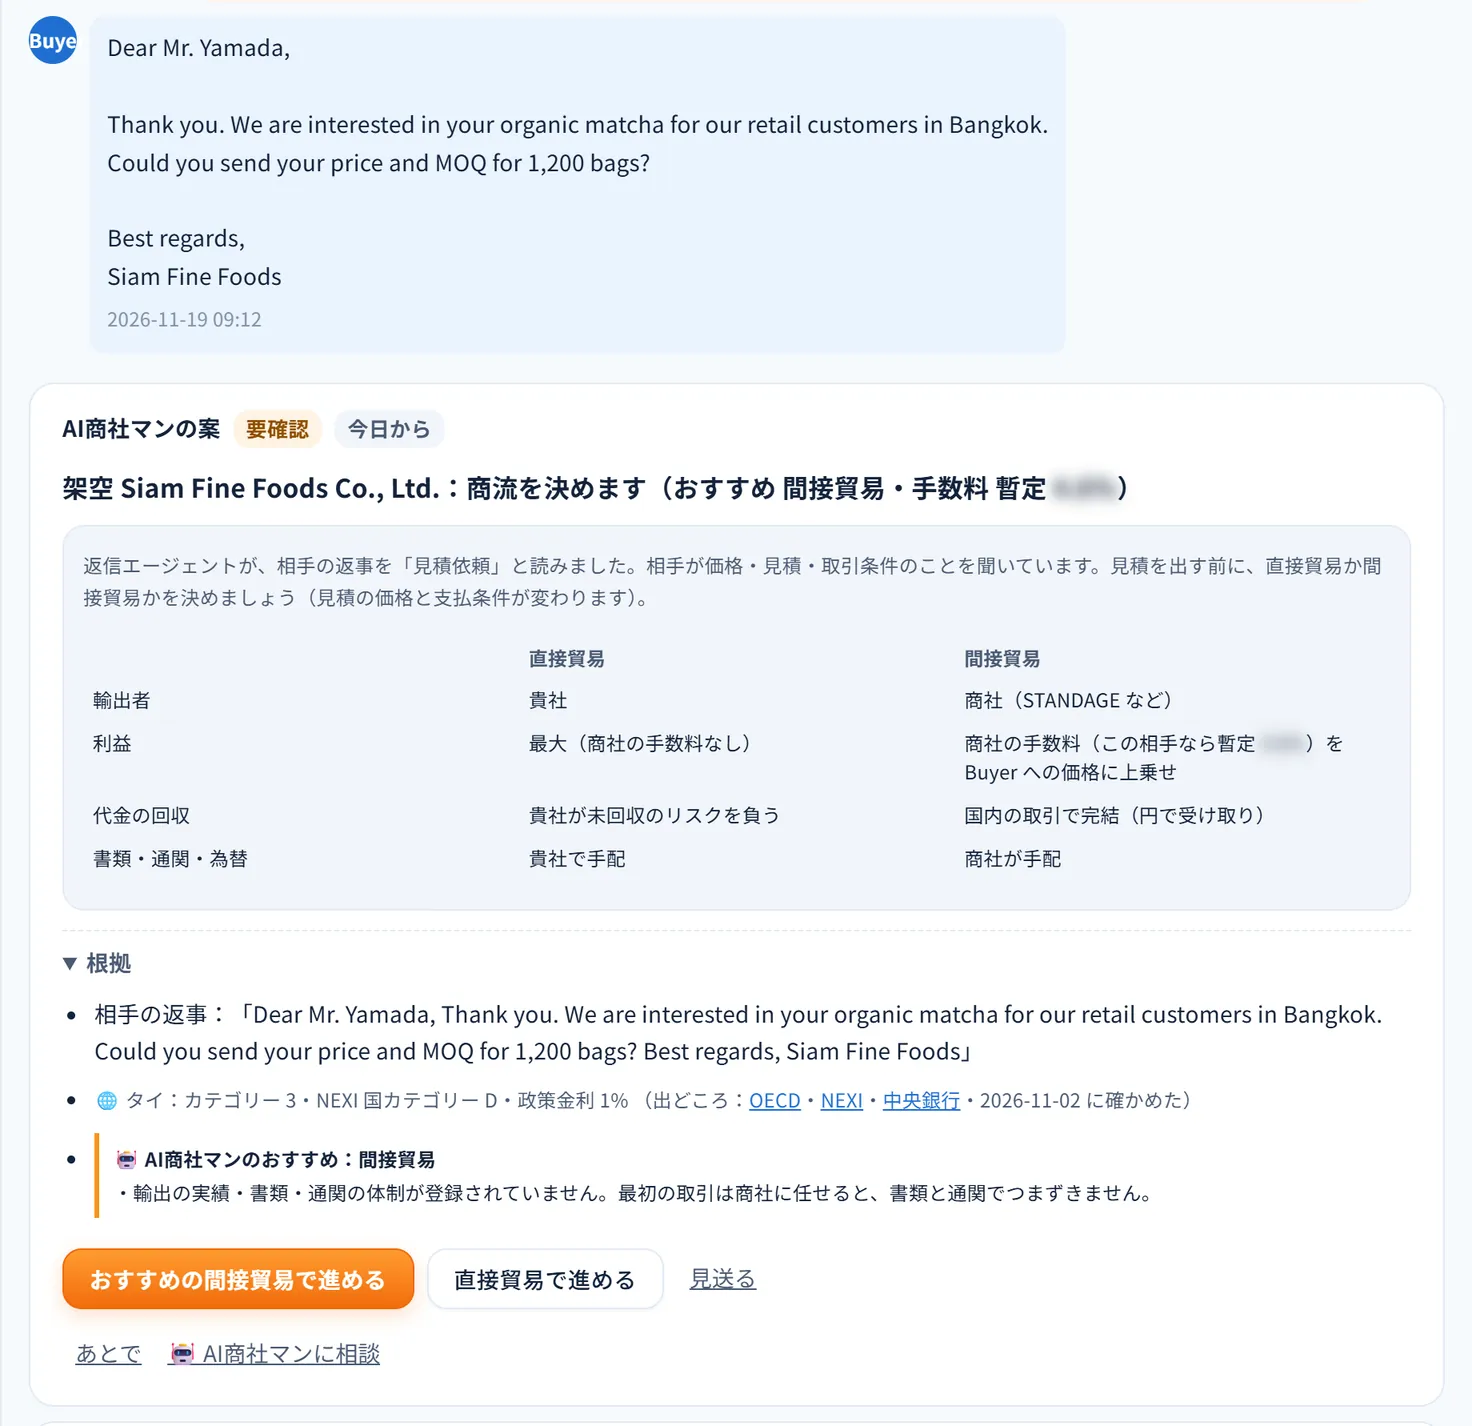 Buye
Dear Mr. Yamada,
Thank you. We are interested in your organic matcha for our retail customers in Bangkok.
Could you send your price and MOQ for 1,200 bags?
Best regards,
Siam Fine Foods
2026-11-19 09:12
AI商社マンの案 要確認 今日から
架空 Siam Fine Foods Co., Ltd.：商流を決めます（おすすめ 間接貿易・手数料 暫定 ）
返信エージェントが、相手の返事を「見積依頼」と読みました。相手が価格・見積・取引条件のことを聞いています。見積を出す前に、直接貿易か間
接貿易かを決めましょう（見積の価格と支払条件が変わります）。
直接貿易 間接貿易
輸出者 貴社 商社（STANDAGE など）
利益 最大（商社の手数料なし） 商社の手数料（この相手なら暫定 ）を
Buyer への価格に上乗せ
代金の回収 貴社が未回収のリスクを負う 国内の取引で完結（円で受け取り）
書類・通関・為替 貴社で手配 商社が手配
▼ 根拠
• 相手の返事：「Dear Mr. Yamada, Thank you. We are interested in your organic matcha for our retail customers in Bangkok.
Could you send your price and MOQ for 1,200 bags? Best regards, Siam Fine Foods」
• 🌐 タイ：カテゴリー 3・NEXI 国カテゴリー D・政策金利 1% （出どころ：OECD・NEXI・中央銀行・2026-11-02 に確かめた）
• AI商社マンのおすすめ：間接貿易
・輸出の実績・書類・通関の体制が登録されていません。最初の取引は商社に任せると、書類と通関でつまずきません。
おすすめの間接貿易で進める 直接貿易で進める 見送る
あとで AI商社マンに相談